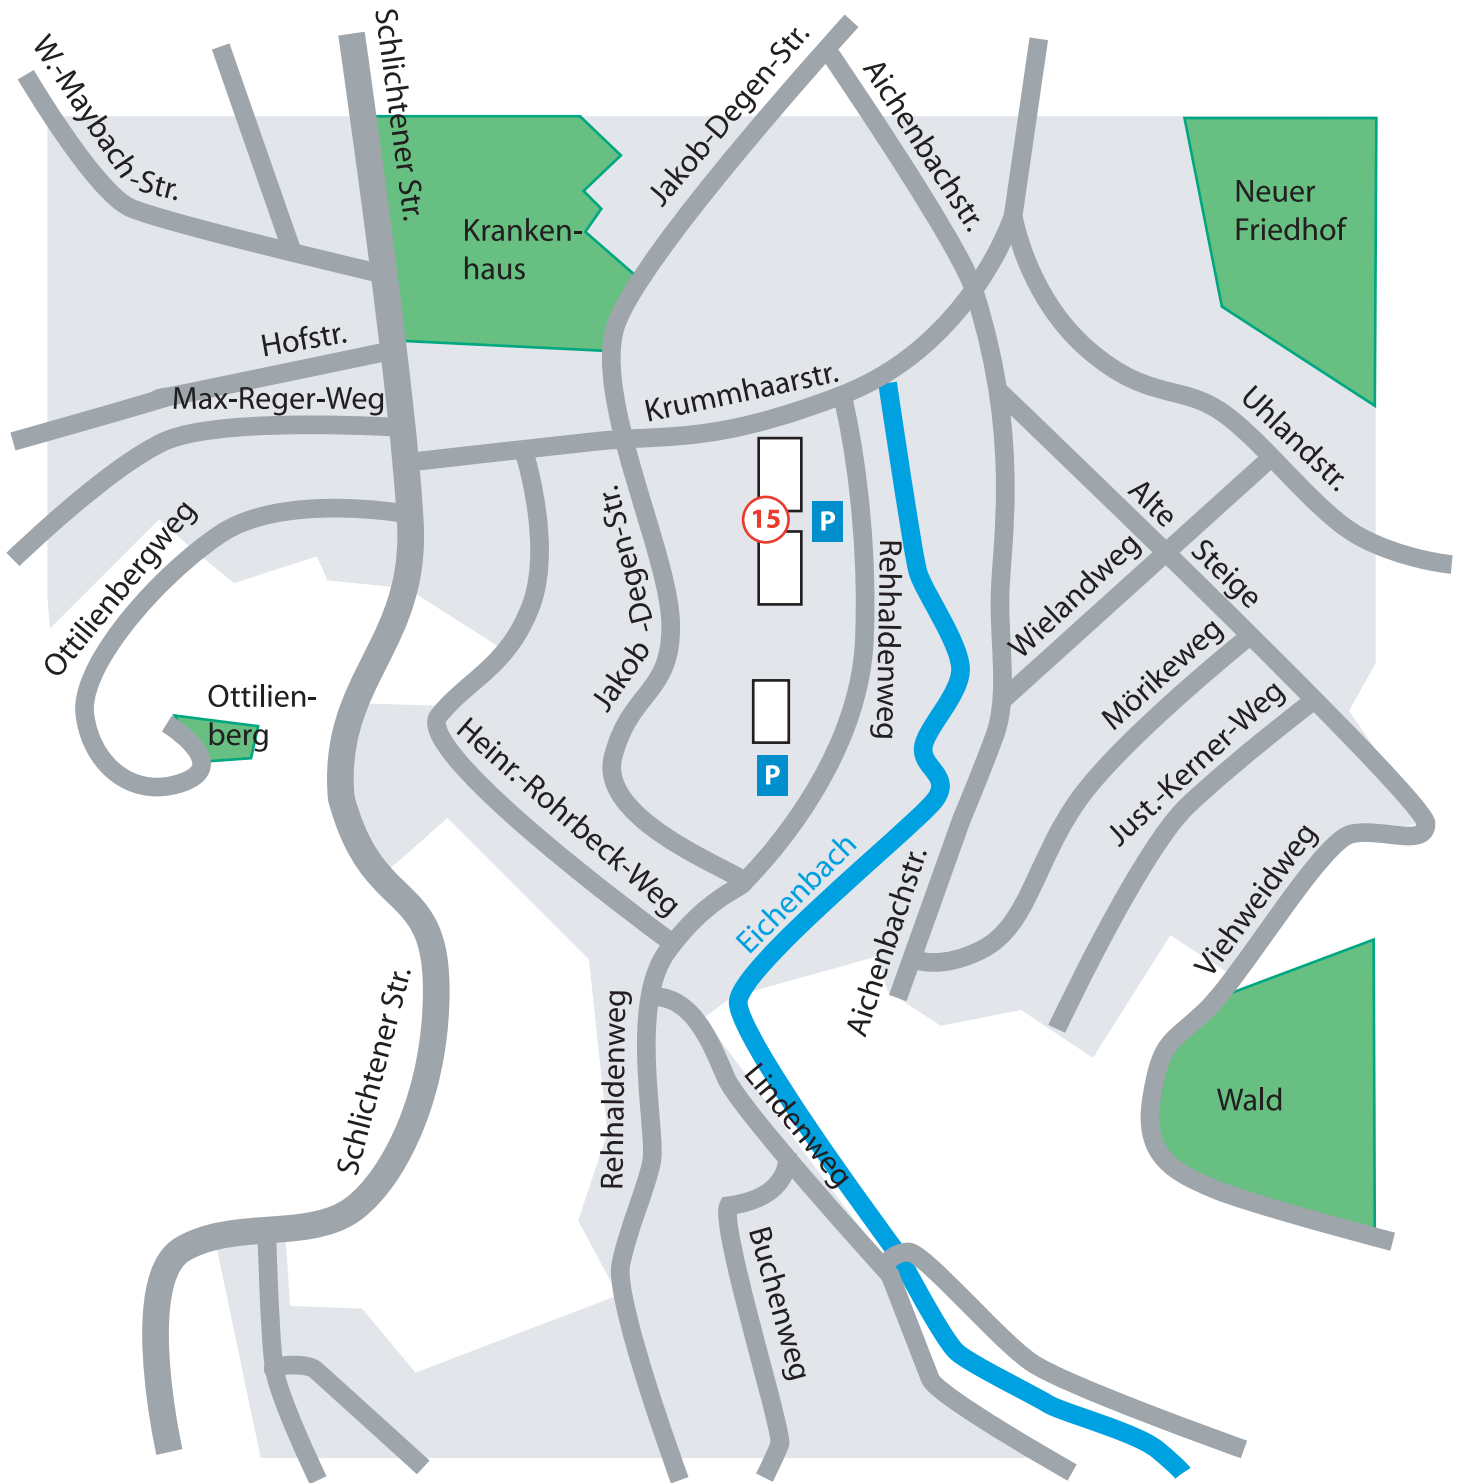 W.-Maybach-Str.
Schlichtener Str.
Jakob-Degen-Str.
Aichenbachstr.
Neuer
Friedhof
Kranken-
haus
Hofstr.
Max-Reger-Weg
Krummhaarstr.
Uhlandstr.
Alte
Steige
Ottilienbergweg
15
P
Jakob -Degen-Str.
Rehhaldenweg
Wielandweg
Mörikeweg
Just.-Kerner-Weg
Ottilien-
berg
Heinr.-Rohrbeck-Weg
P
Eichenbach
Aichenbachstr.
Viehweidweg
Schlichtener Str.
Rehhaldenweg
Lindenweg
Wald
Buchenweg